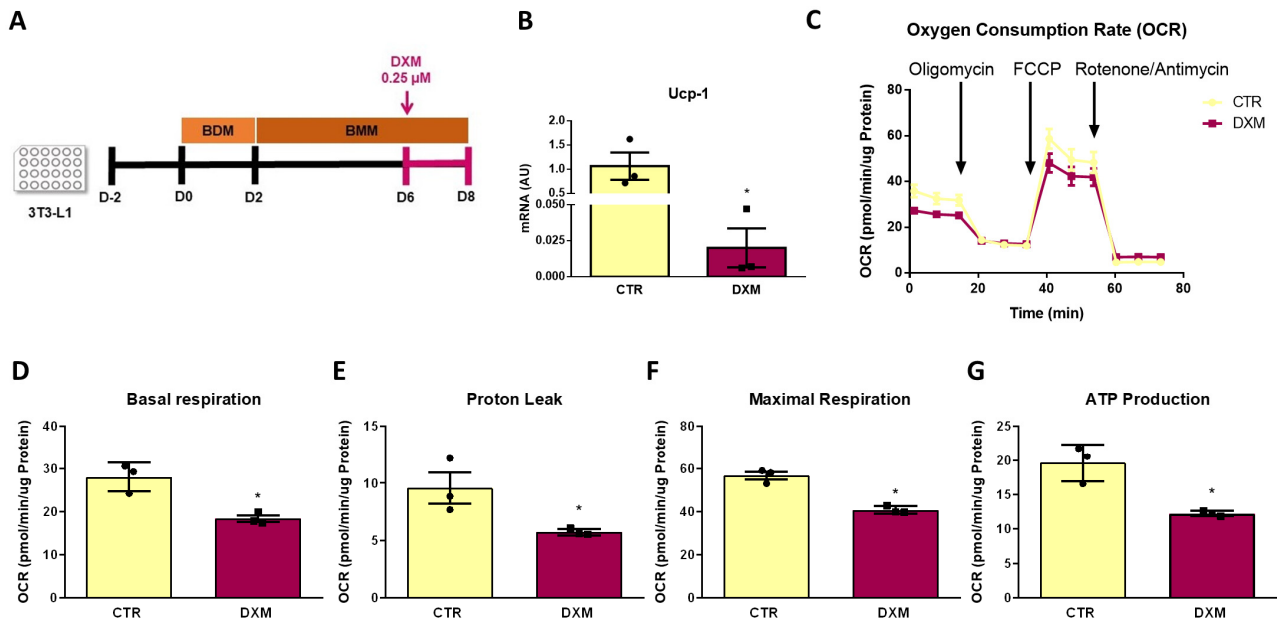 A
DXM
0.25 µM
BDM
BMM
3T3-L1
D-2
D0
D2
D6
D8
B
Ucp-1
mRNA (AU)
2.0
1.5
1.0
0.5
0.050
0.025
0.000
*
CTR
DXM
C
Oxygen Consumption Rate (OCR)
Oligomycin
FCCP
Rotenone/Antimycin
CTR
DXM
OCR (pmol/min/ug Protein)
80
60
40
20
0
0
20
40
60
80
Time (min)
D
Basal respiration
OCR (pmol/min/ug Protein)
40
30
20
10
0
*
CTR
DXM
E
Proton Leak
OCR (pmol/min/ug Protein)
15
10
5
0
*
CTR
DXM
F
Maximal Respiration
OCR (pmol/min/ug Protein)
80
60
40
20
0
*
CTR
DXM
G
ATP Production
OCR (pmol/min/ug Protein)
25
20
15
10
5
0
*
CTR
DXM